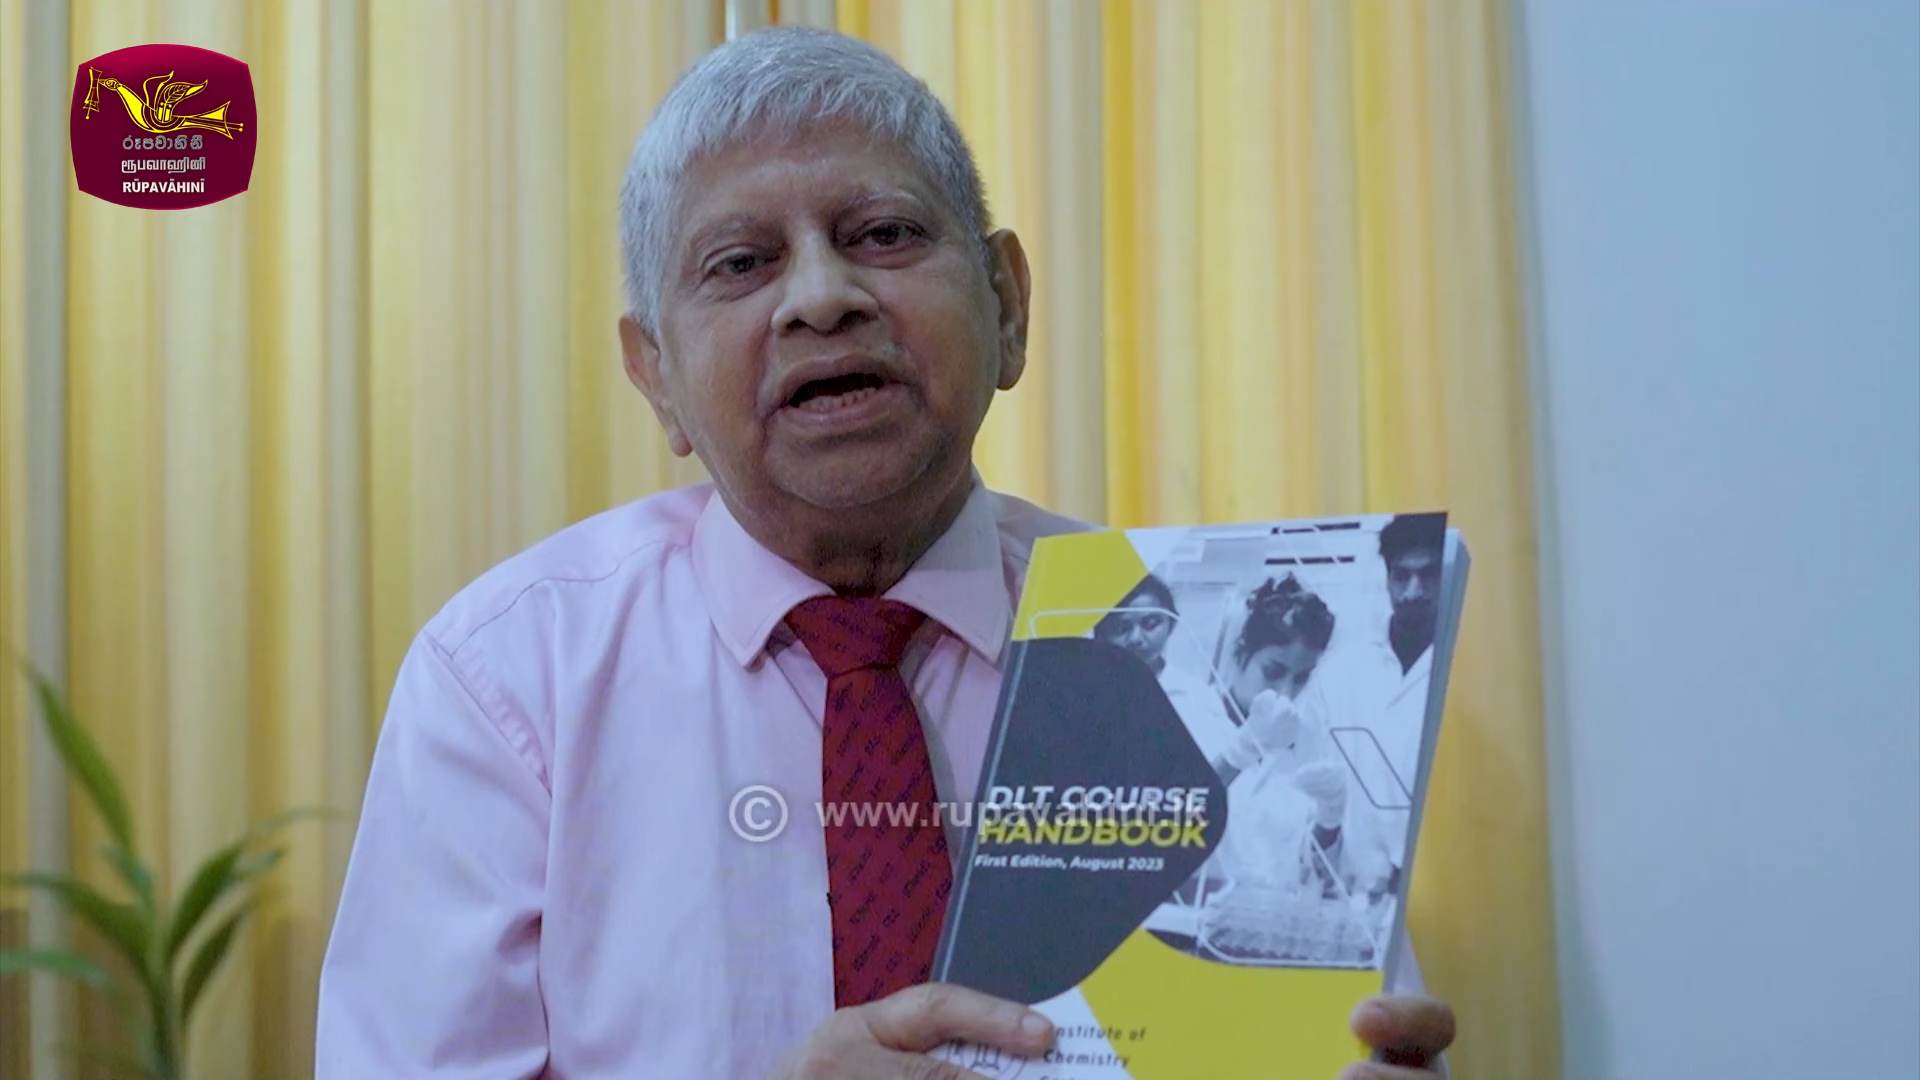 රූපවාහිනී
ரூபவாஹினி
RŪPAVĀHINĪ
© www.rupavahini.lk
DLT COURSE
HANDBOOK
First Edition, August 2023
Institute of
Chemistry